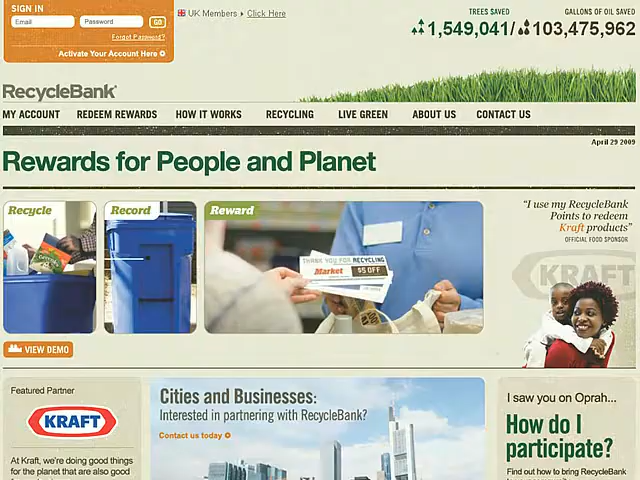 SIGN IN
Email
Password
GO
Forgot Password?
Activate Your Account Here
UK Members
Click Here
TREES SAVED
GALLONS OF OIL SAVED
1,549,041/103,475,962
RecycleBank
MY ACCOUNT
REDEEM REWARDS
HOW IT WORKS
RECYCLING
LIVE GREEN
ABOUT US
CONTACT US
April 29 2009
Rewards for People and Planet
Recycle
Record
Reward
THANK YOU FOR RECYCLING
Market
$5 OFF
"I use my RecycleBank
Points to redeem
Kraft products"
OFFICIAL FOOD SPONSOR
KRAFT
VIEW DEMO
Featured Partner
KRAFT
At Kraft, we're doing good things
for the planet that are also good
Cities and Businesses:
Interested in partnering with RecycleBank?
Contact us today
I saw you on Oprah...
How do I
participate?
Find out how to bring RecycleBank